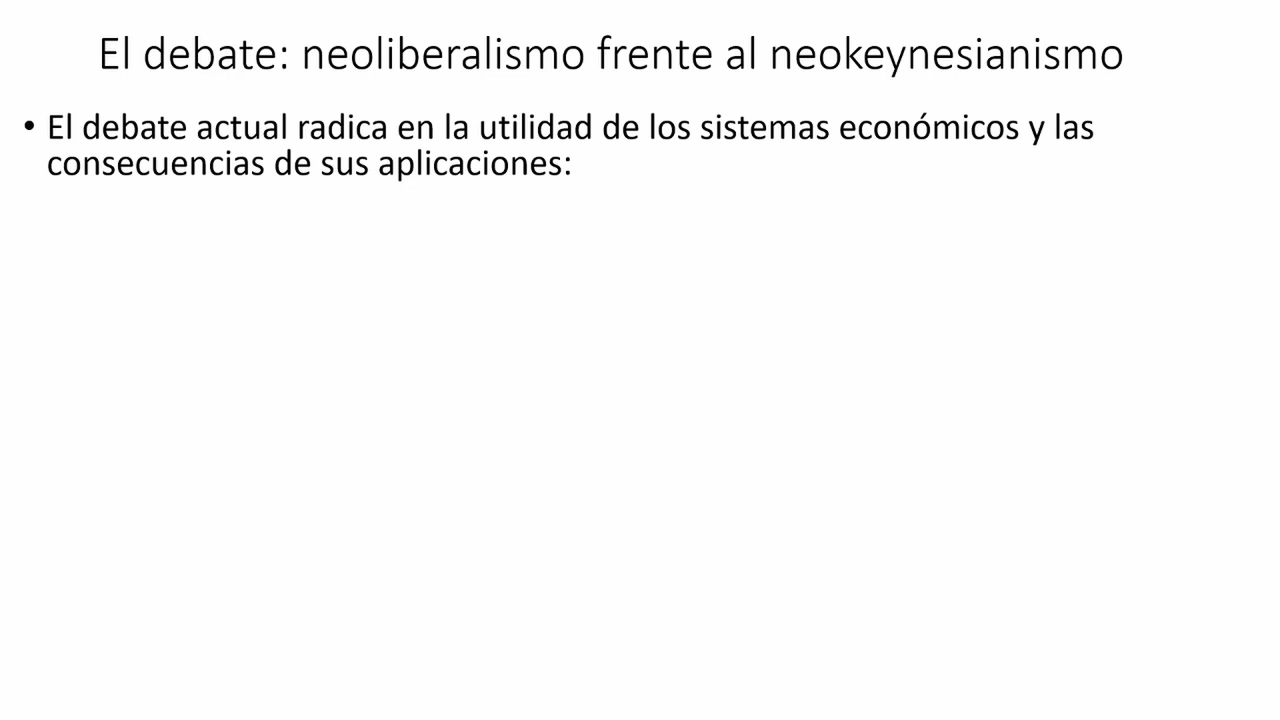 El debate: neoliberalismo frente al neokeynesianismo
• El debate actual radica en la utilidad de los sistemas económicos y las
consecuencias de sus aplicaciones: